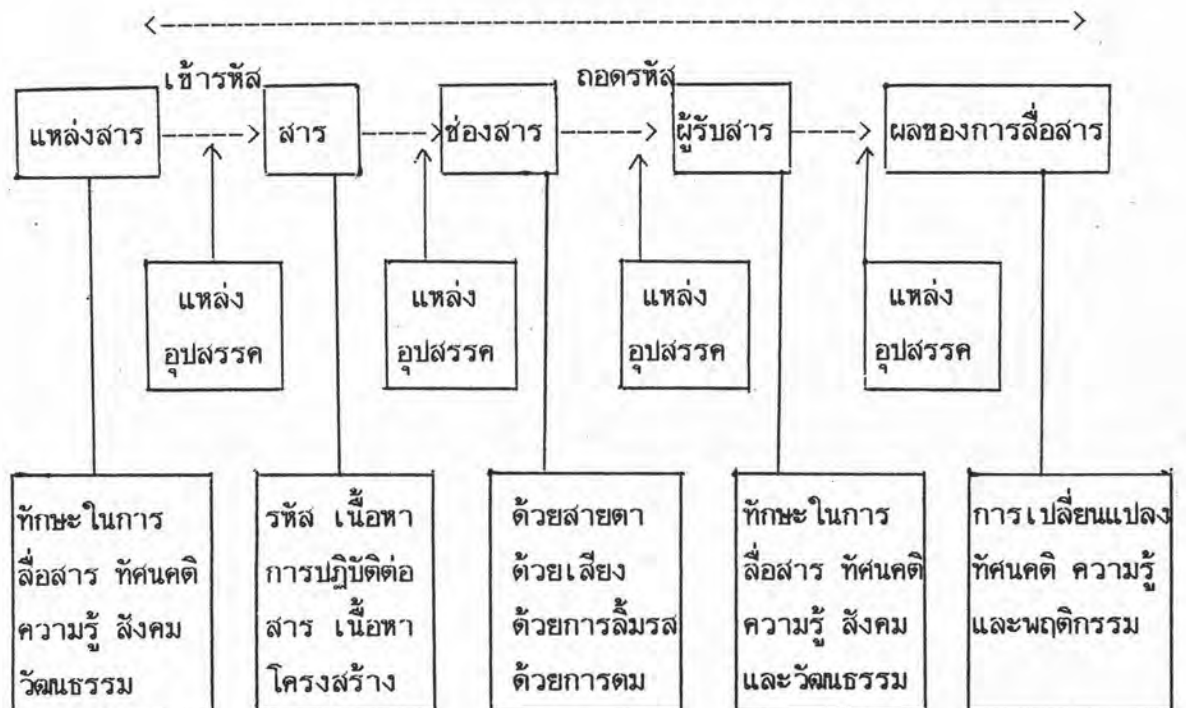 เข้ารหัส
ถอดรหัส
แหล่งสาร
สาร
ช่องสาร
ผู้รับสาร
ผลของการสื่อสาร
แหล่ง
อุปสรรค
แหล่ง
อุปสรรค
แหล่ง
อุปสรรค
แหล่ง
อุปสรรค
ทักษะในการ
สื่อสาร ทัศนคติ
ความรู้ สังคม
วัฒนธรรม
รหัส เนื้อหา
การปฏิบัติต่อ
สาร เนื้อหา
โครงสร้าง
ด้วยสายตา
ด้วยเสียง
ด้วยการลิ้มรส
ด้วยการดม
ทักษะในการ
สื่อสาร ทัศนคติ
ความรู้ สังคม
และวัฒนธรรม
การเปลี่ยนแปลง
ทัศนคติ ความรู้
และพฤติกรรม